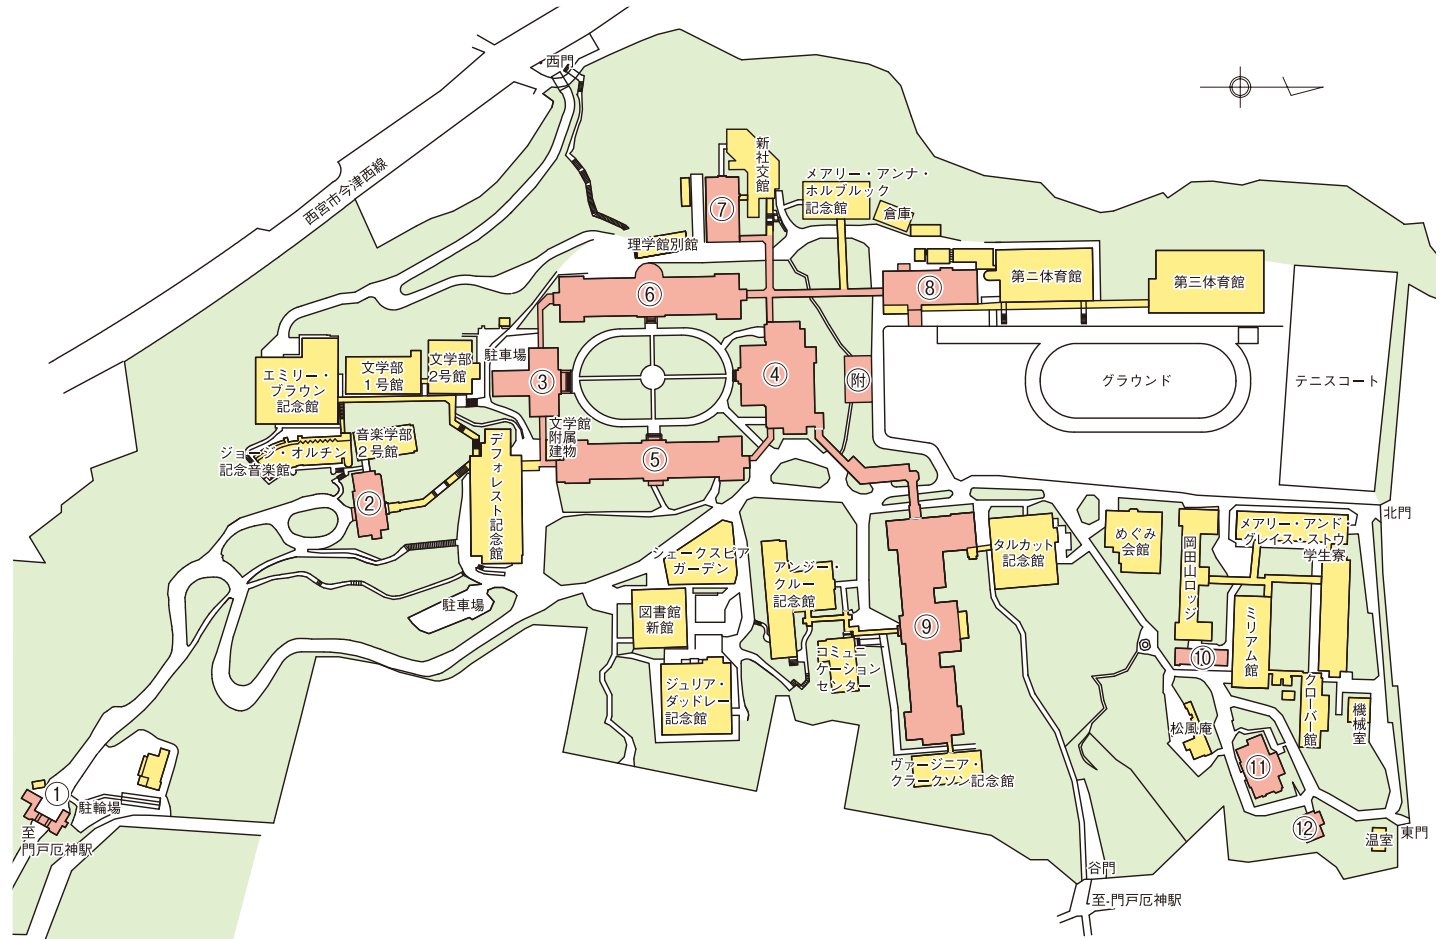 西門
西宮市今津西線
新
社
交
館
メアリー・アンナ・
ホルブルック
記念館
倉庫
⑦
理学館別館
⑥
⑧
第二体育館
第三体育館
エミリー・
ブラウン
記念館
文学部
1号館
文学部
2号館
駐車場
③
④
附
グラウンド
テニスコート
文学館
附属
建物
ジョージ・オルチン
記念音楽館
音楽学部
2号館
②
デフォレスト記念館
⑤
シェークスピア
ガーデン
アンジー・
クルー
記念館
タルカット
記念館
めぐみ
会館
岡田山ロッジ
メアリー・アンド・
グレイス・ストウ
学生寮
北門
駐車場
図書館
新館
⑨
コミュニ
ケーション
センター
ジュリア・
ダッドレー
記念館
ヴァージニア・
クラークソン記念館
⑩
ミリアム館
クローバー館
機械室
松風庵
⑪
⑫
温室
東門
①
駐輪場
至
門戸厄神駅
谷門
至・門戸厄神駅